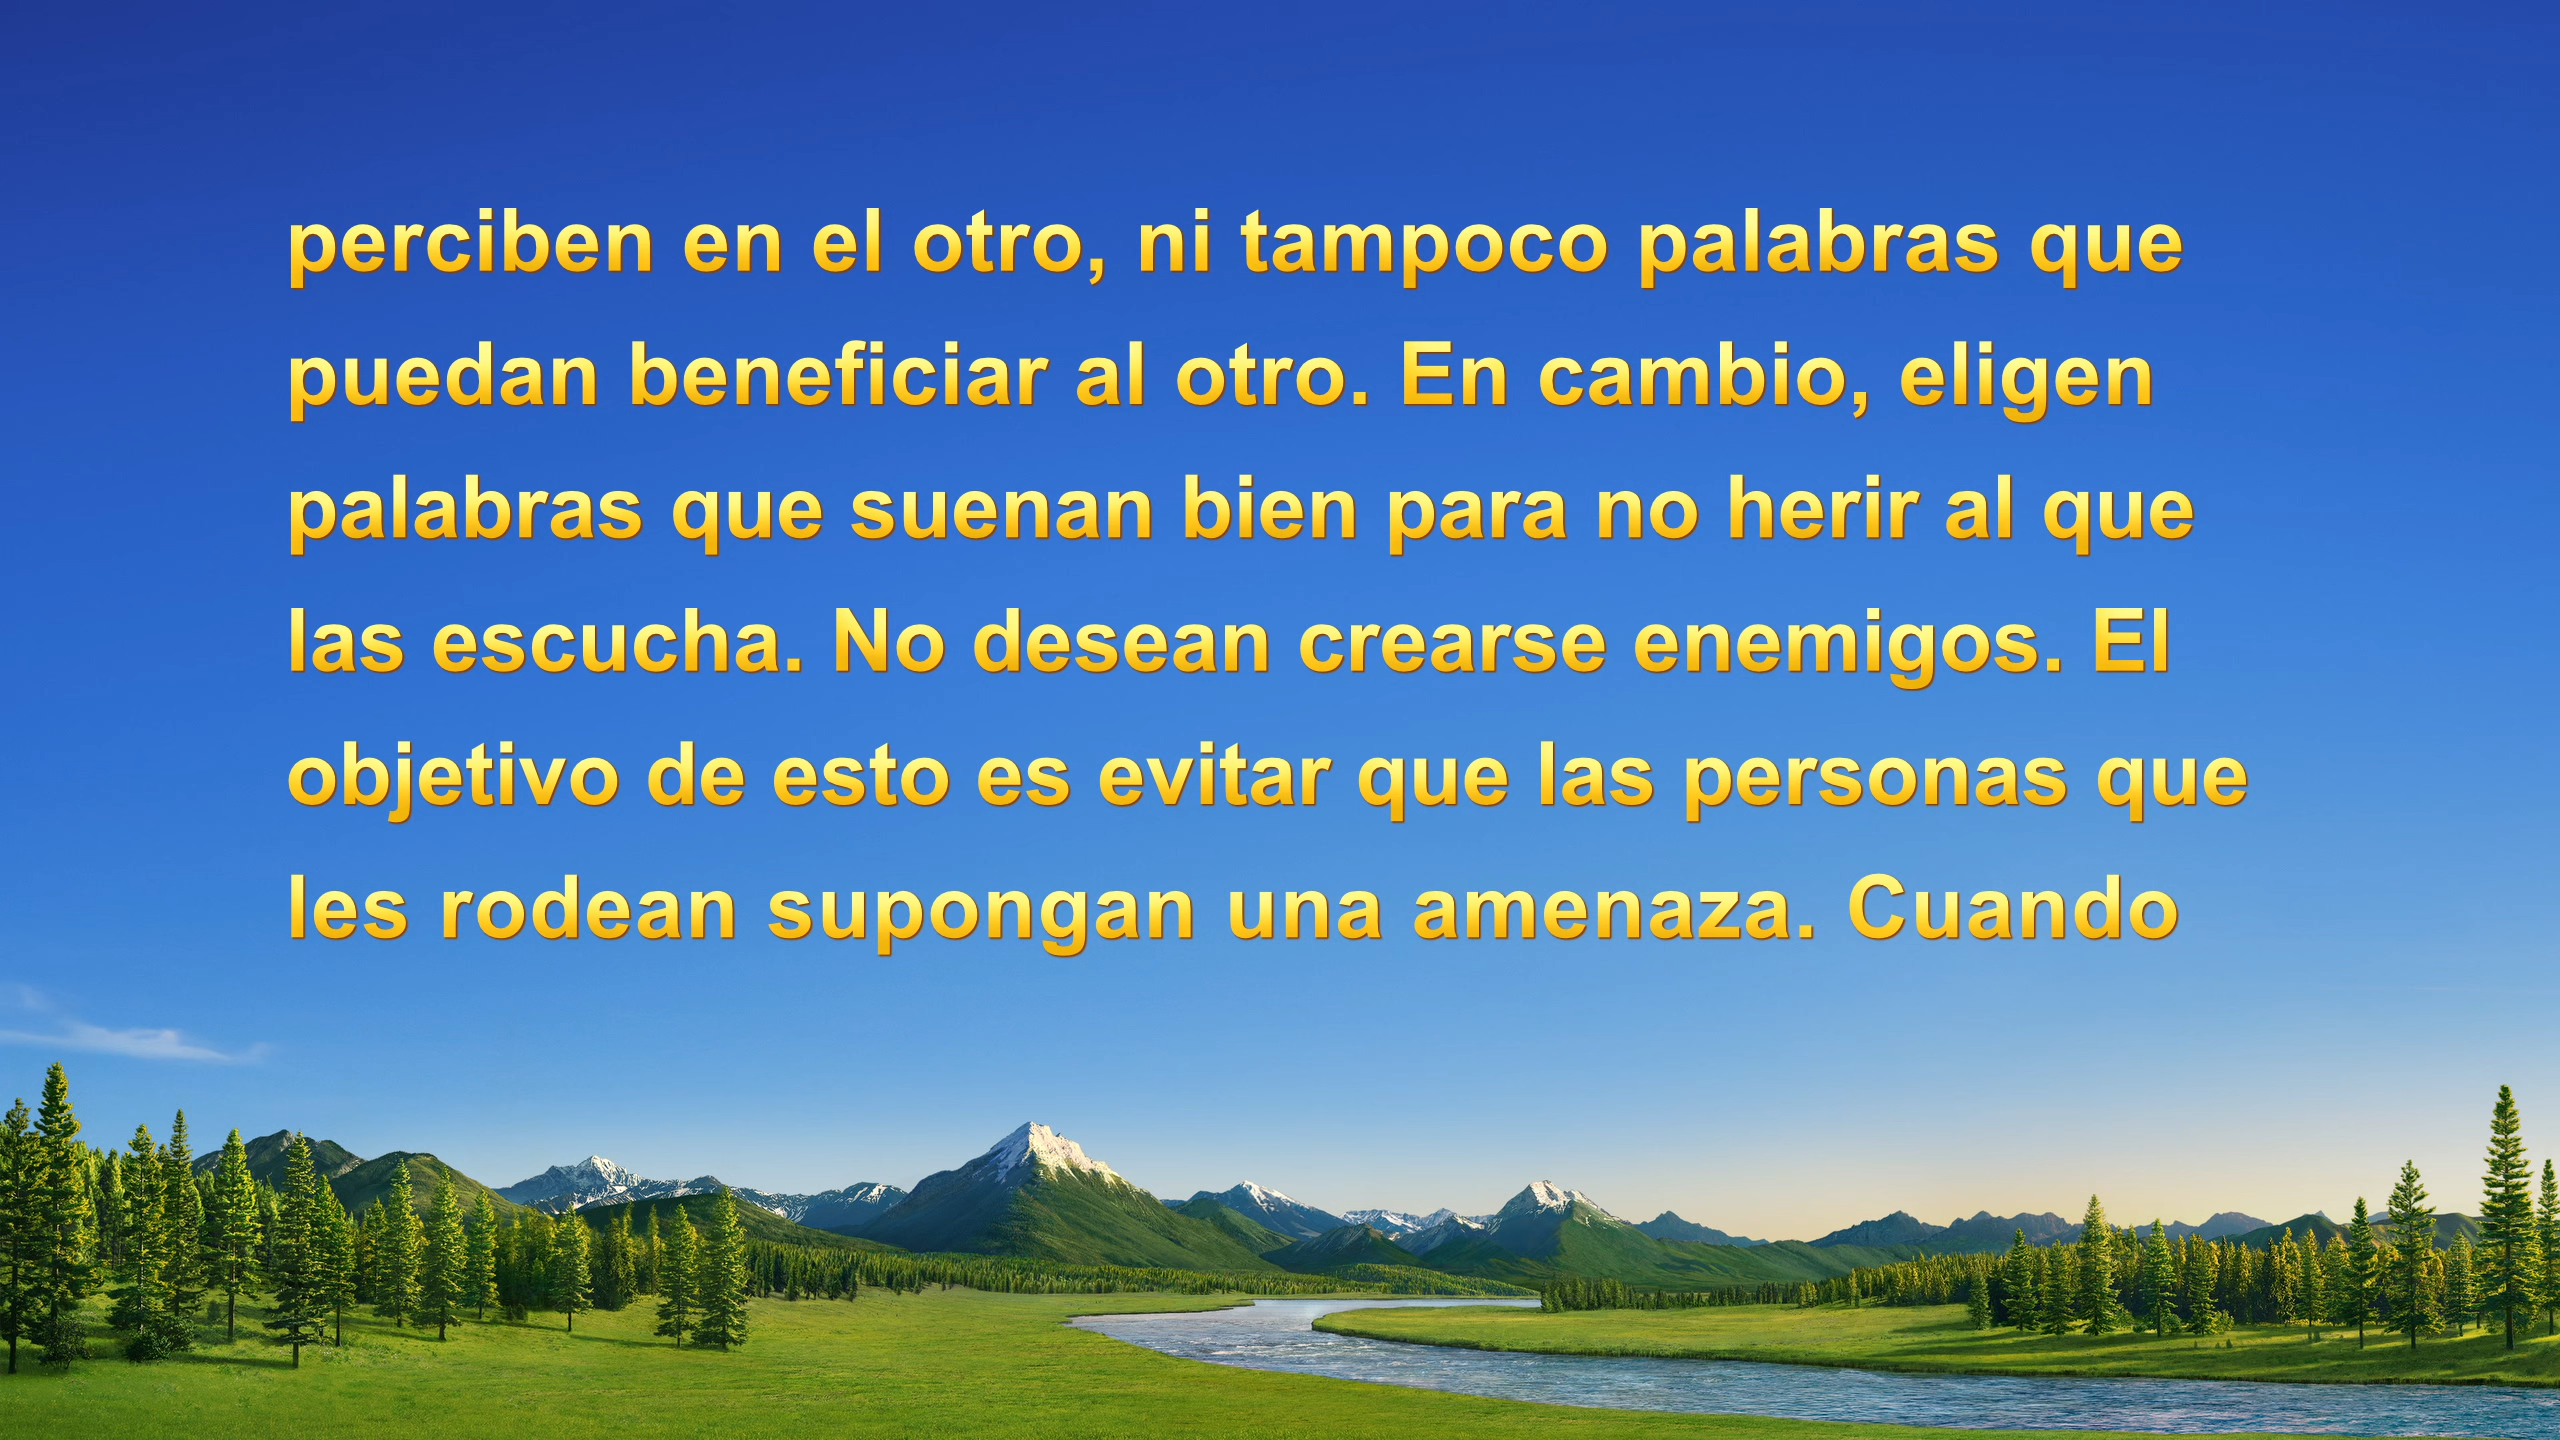 perciben en el otro, ni tampoco palabras que
puedan beneficiar al otro. En cambio, eligen
palabras que suenan bien para no herir al que
las escucha. No desean crearse enemigos. El
objetivo de esto es evitar que las personas que
les rodean supongan una amenaza. Cuando